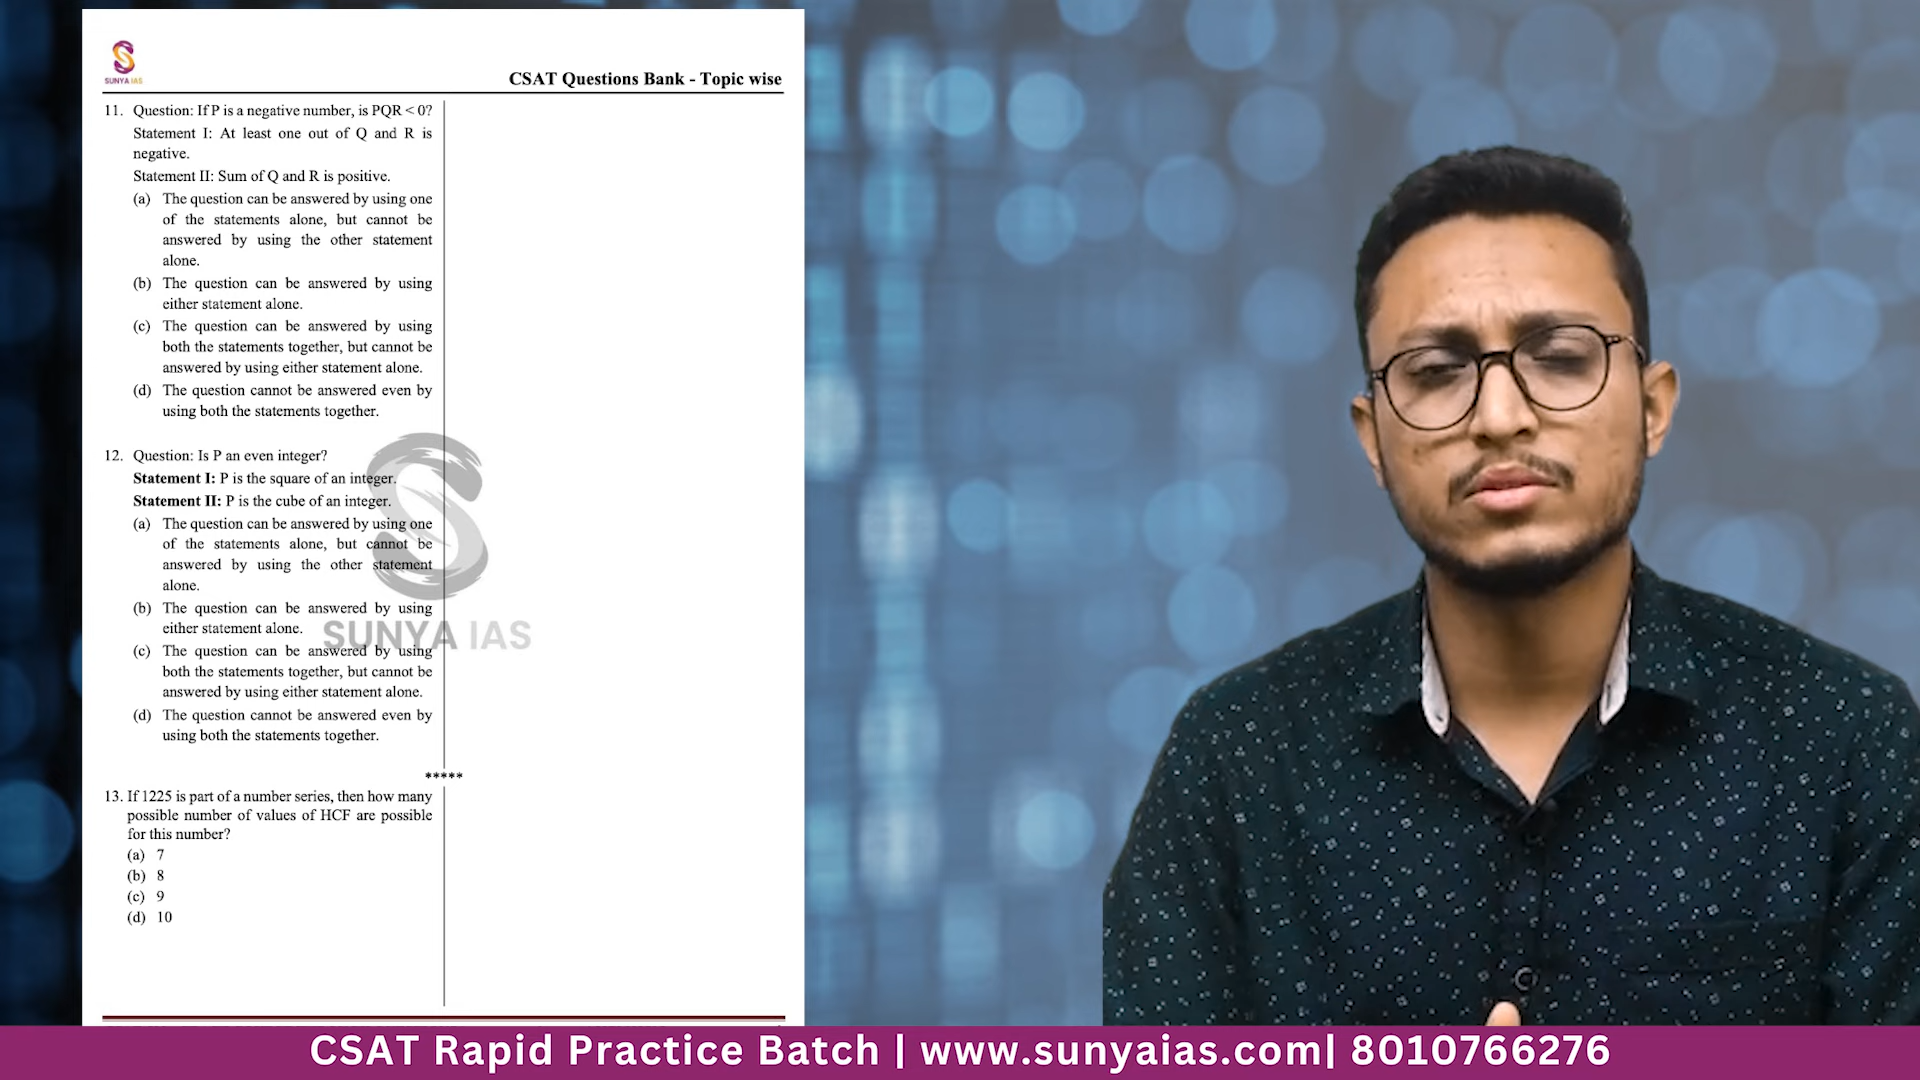 SUNYA IAS
CSAT Questions Bank - Topic wise
11. Question: If P is a negative number, is PQR < 0?
Statement I: At least one out of Q and R is
negative.
Statement II: Sum of Q and R is positive.
(a) The question can be answered by using one
of the statements alone, but cannot be
answered by using the other statement
alone.
(b) The question can be answered by using
either statement alone.
(c) The question can be answered by using
both the statements together, but cannot be
answered by using either statement alone.
(d) The question cannot be answered even by
using both the statements together.
12. Question: Is P an even integer?
Statement I: P is the square of an integer.
Statement II: P is the cube of an integer.
(a) The question can be answered by using one
of the statements alone, but cannot be
answered by using the other statement
alone.
(b) The question can be answered by using
either statement alone.
SUNYA IAS
(c) The question can be answered by using
both the statements together, but cannot be
answered by using either statement alone.
(d) The question cannot be answered even by
using both the statements together.
*****
13. If 1225 is part of a number series, then how many
possible number of values of HCF are possible
for this number?
(a) 7
(b) 8
(c) 9
(d) 10
CSAT Rapid Practice Batch | www.sunyaias.com| 8010766276